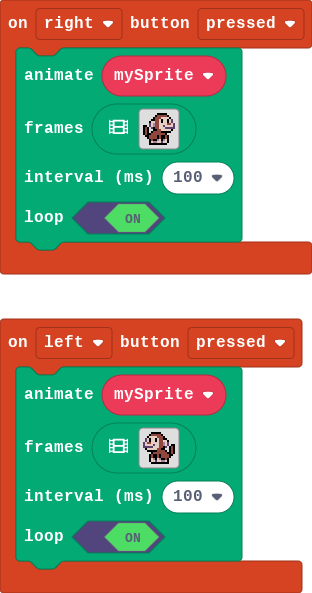 on right button pressed
animate mySprite
frames
interval (ms) 100
loop ON
on left button pressed
animate mySprite
frames
interval (ms) 100
loop ON